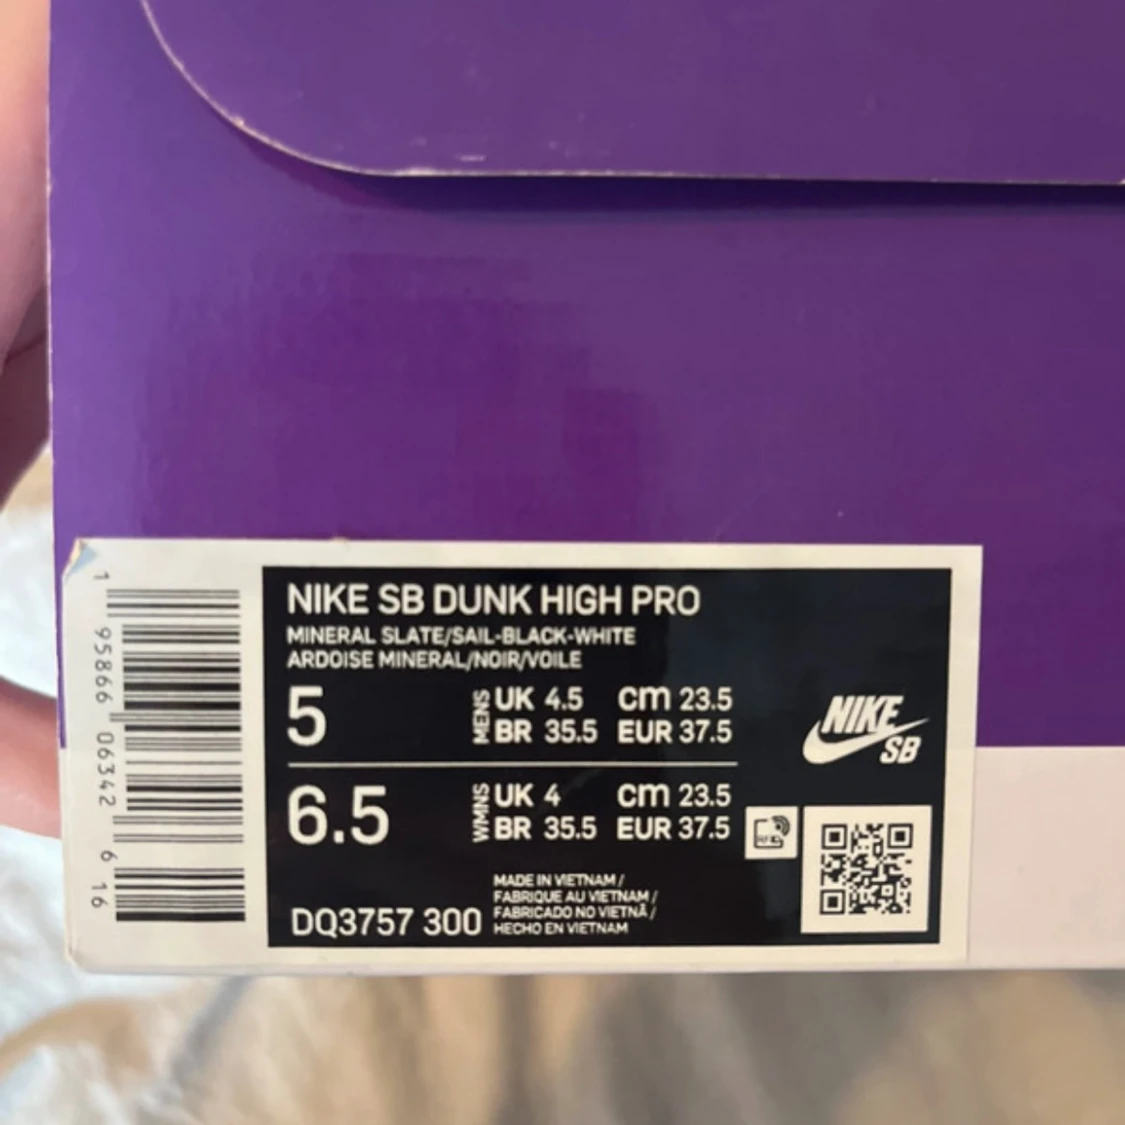 NIKE SB DUNK HIGH PRO
MINERAL SLATE/SAIL-BLACK-WHITE
ARDOISE MINERAL/NOIR/VOILE
5
MENS
UK 4.5 cm 23.5
BR 35.5 EUR 37.5
6.5
WMNS
UK 4 cm 23.5
BR 35.5 EUR 37.5
NIKE
SB
RFID
DQ3757 300
MADE IN VIETNAM /
FABRIQUE AU VIETNAM /
FABRICADO NO VIETNÃ /
HECHO EN VIETNAM
1 95866 06342 6 16